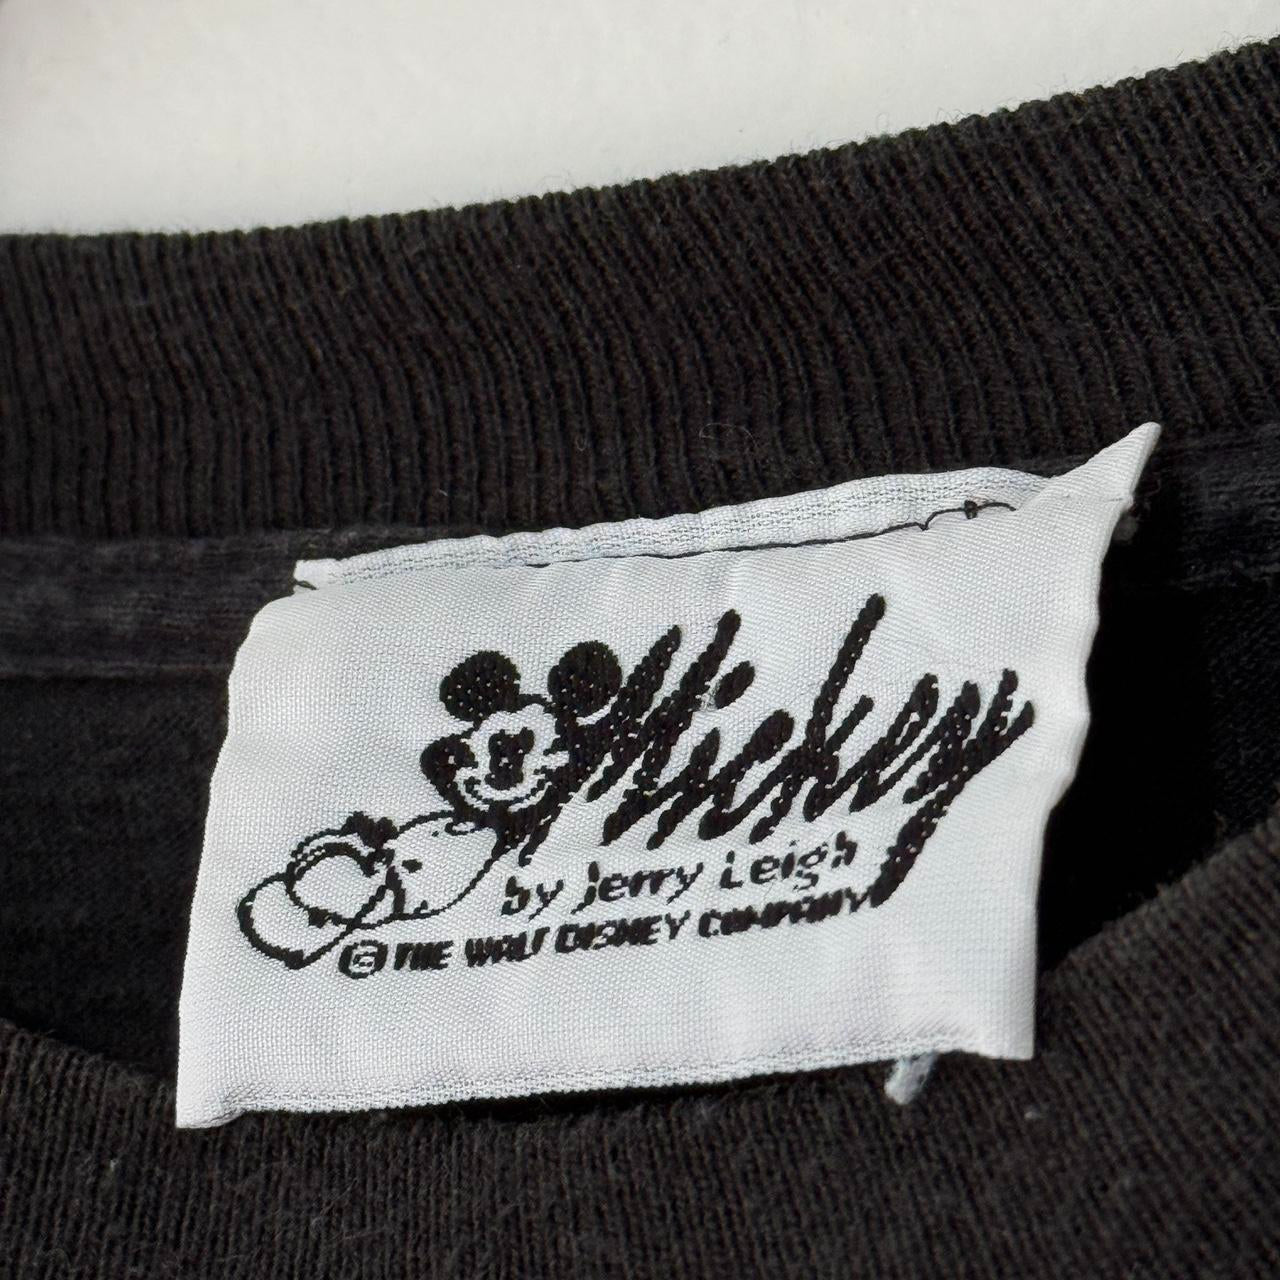 Mickey
by Jerry Leigh
© THE WALT DISNEY COMPANY